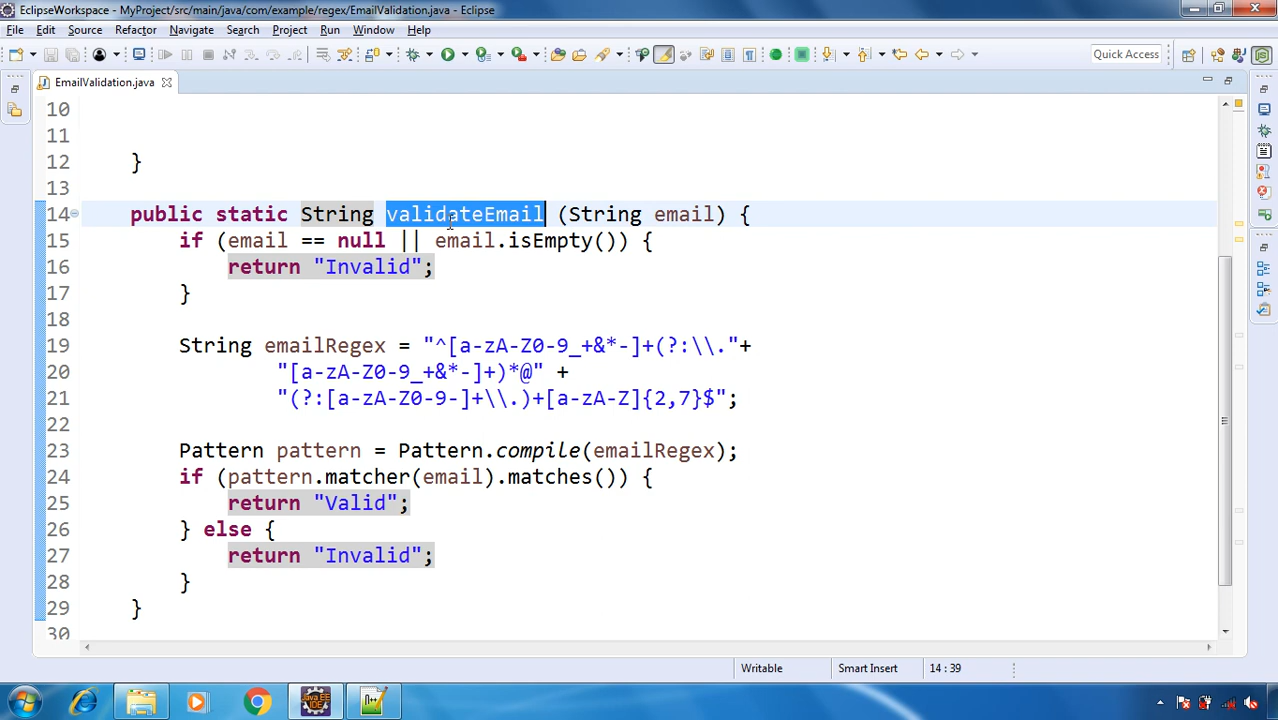 EclipseWorkspace - MyProject/src/main/java/com/example/regex/EmailValidation.java - Eclipse
File Edit Source Refactor Navigate Search Project Run Window Help
Quick Access
EmailValidation.java
10
11
12 }
13
14 public static String validateEmail (String email) {
15 if (email == null || email.isEmpty()) {
16 return "Invalid";
17 }
18
19 String emailRegex = "^[a-zA-Z0-9_+&*-]+(?:\\."+
20 "[a-zA-Z0-9_+&*-]+)*@" +
21 "(?:[a-zA-Z0-9-]+\\.)+[a-zA-Z]{2,7}$";
22
23 Pattern pattern = Pattern.compile(emailRegex);
24 if (pattern.matcher(email).matches()) {
25 return "Valid";
26 } else {
27 return "Invalid";
28 }
29 }
30
Writable Smart Insert 14 : 39
Java EE IDE